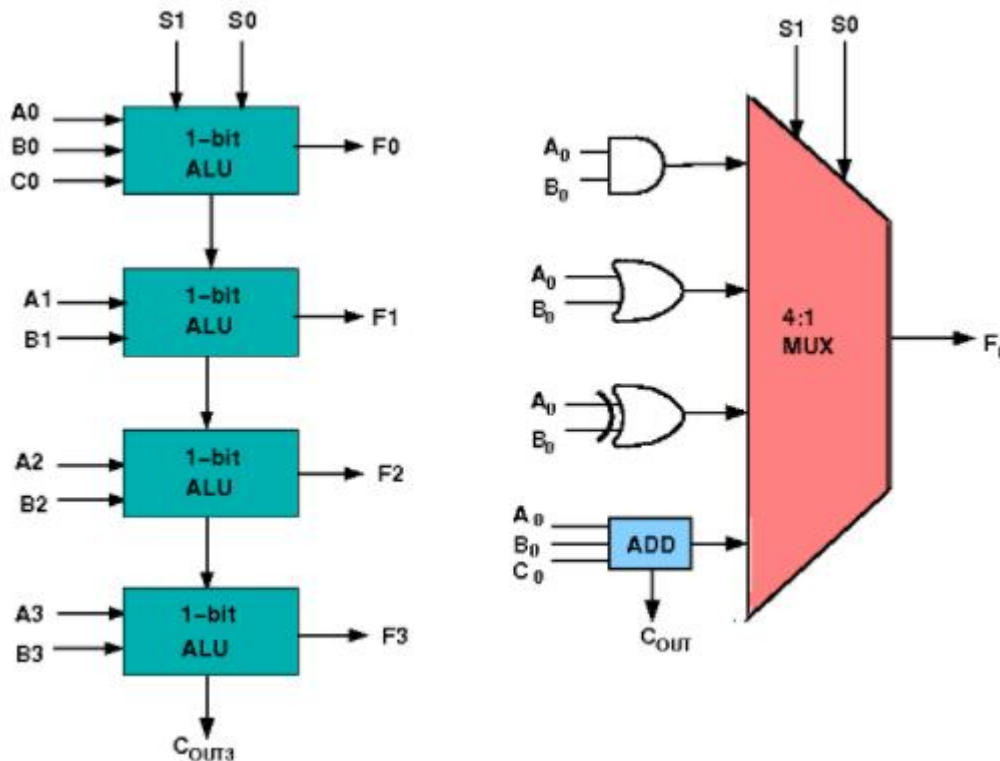 S1 S0
A0
B0
C0
1-bit
ALU
F0
A1
B1
1-bit
ALU
F1
A2
B2
1-bit
ALU
F2
A3
B3
1-bit
ALU
F3
COUT3
S1 S0
A0
B0
A0
B0
A0
B0
A0
B0
C0
ADD
COUT
4:1
MUX